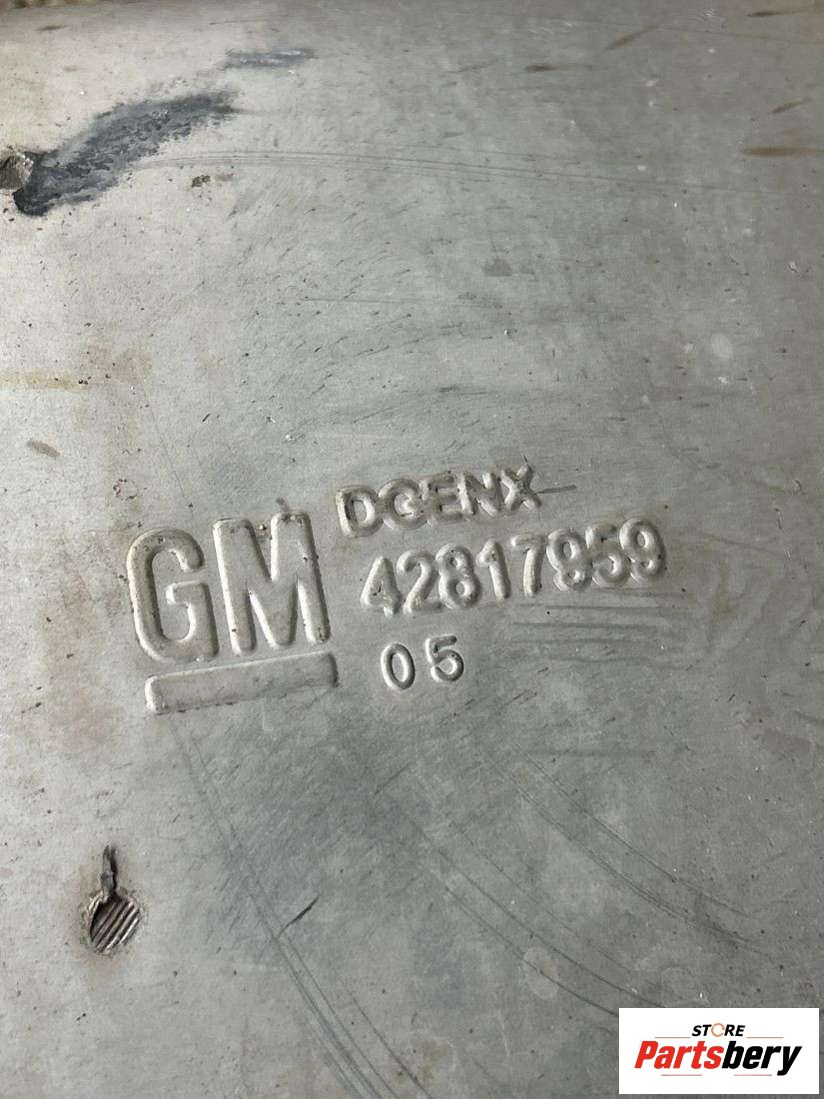 DGENX
GM 42817959
05
STORE
Partsbery